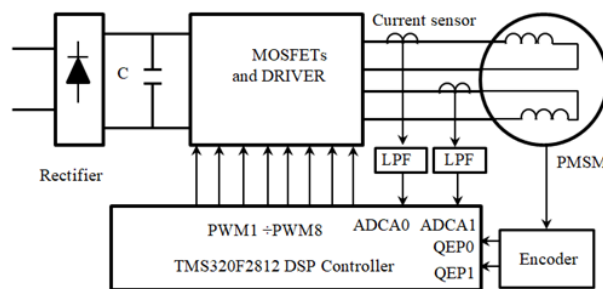 Current sensor
MOSFETs
and DRIVER
C
LPF
LPF
Rectifier
PMSM
PWM1 ÷PWM8
ADCA0
ADCA1
QEP0
Encoder
TMS320F2812 DSP Controller
QEP1